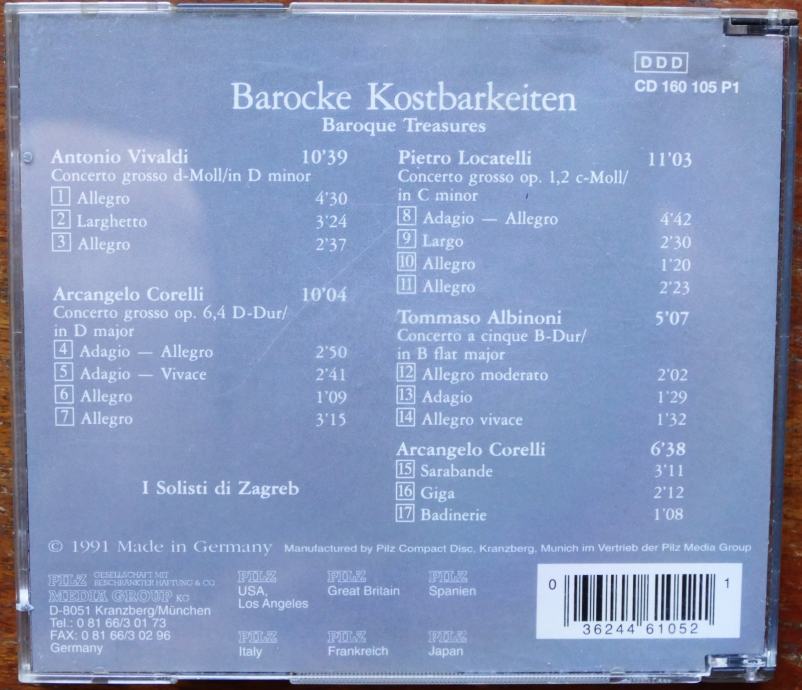 DDD
CD 160 105 P1
Barocke Kostbarkeiten
Baroque Treasures
Antonio Vivaldi 10'39
Concerto grosso d-Moll/in D minor
1 Allegro 4'30
2 Larghetto 3'24
3 Allegro 2'37
Arcangelo Corelli 10'04
Concerto grosso op. 6,4 D-Dur/
in D major
4 Adagio — Allegro 2'50
5 Adagio — Vivace 2'41
6 Allegro 1'09
7 Allegro 3'15
I Solisti di Zagreb
Pietro Locatelli 11'03
Concerto grosso op. 1,2 c-Moll/
in C minor
8 Adagio — Allegro 4'42
9 Largo 2'30
10 Allegro 1'20
11 Allegro 2'23
Tommaso Albinoni 5'07
Concerto a cinque B-Dur/
in B flat major
12 Allegro moderato 2'02
13 Adagio 1'29
14 Allegro vivace 1'32
Arcangelo Corelli 6'38
15 Sarabande 3'11
16 Giga 2'12
17 Badinerie 1'08
© 1991 Made in Germany Manufactured by Pilz Compact Disc, Kranzberg, Munich im Vertrieb der Pilz Media Group
PILZ GESELLSCHAFT MIT
BESCHRÄNKTER HAFTUNG & CO.
MEDIA GROUP KG
D-8051 Kranzberg/München
Tel.: 0 81 66/3 01 73
FAX: 0 81 66/3 02 96
Germany
PILZ
USA,
Los Angeles
PILZ
Great Britain
PILZ
Spanien
PILZ
Italy
PILZ
Frankreich
PILZ
Japan
0 36244 61052 1